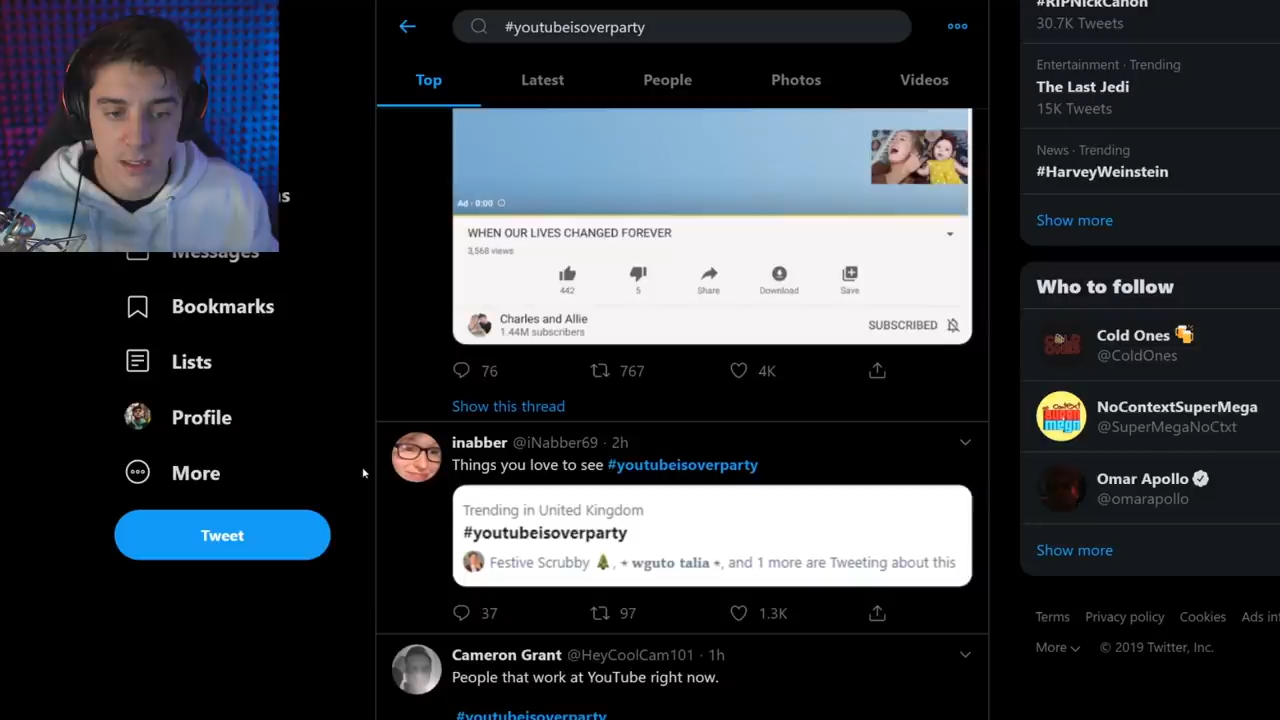 #youtubeisoverparty
Top
Latest
People
Photos
Videos
Messages
Bookmarks
Lists
Profile
More
Tweet
Ad · 0:00
WHEN OUR LIVES CHANGED FOREVER
3,568 views
442
5
Share
Download
Save
Charles and Allie
1.44M subscribers
SUBSCRIBED
76
767
4K
Show this thread
inabber @iNabber69 · 2h
Things you love to see #youtubeisoverparty
Trending in United Kingdom
#youtubeisoverparty
Festive Scrubby 🎄, ⋆ wguto talia ⋆, and 1 more are Tweeting about this
37
97
1.3K
Cameron Grant @HeyCoolCam101 · 1h
People that work at YouTube right now.
#youtubeisoverparty
#RIPNickCanon
30.7K Tweets
Entertainment · Trending
The Last Jedi
15K Tweets
News · Trending
#HarveyWeinstein
Show more
Who to follow
Cold Ones 🍻
@ColdOnes
NoContextSuperMega
@SuperMegaNoCtxt
Omar Apollo
@omarapollo
Show more
Terms Privacy policy Cookies Ads in
More © 2019 Twitter, Inc.